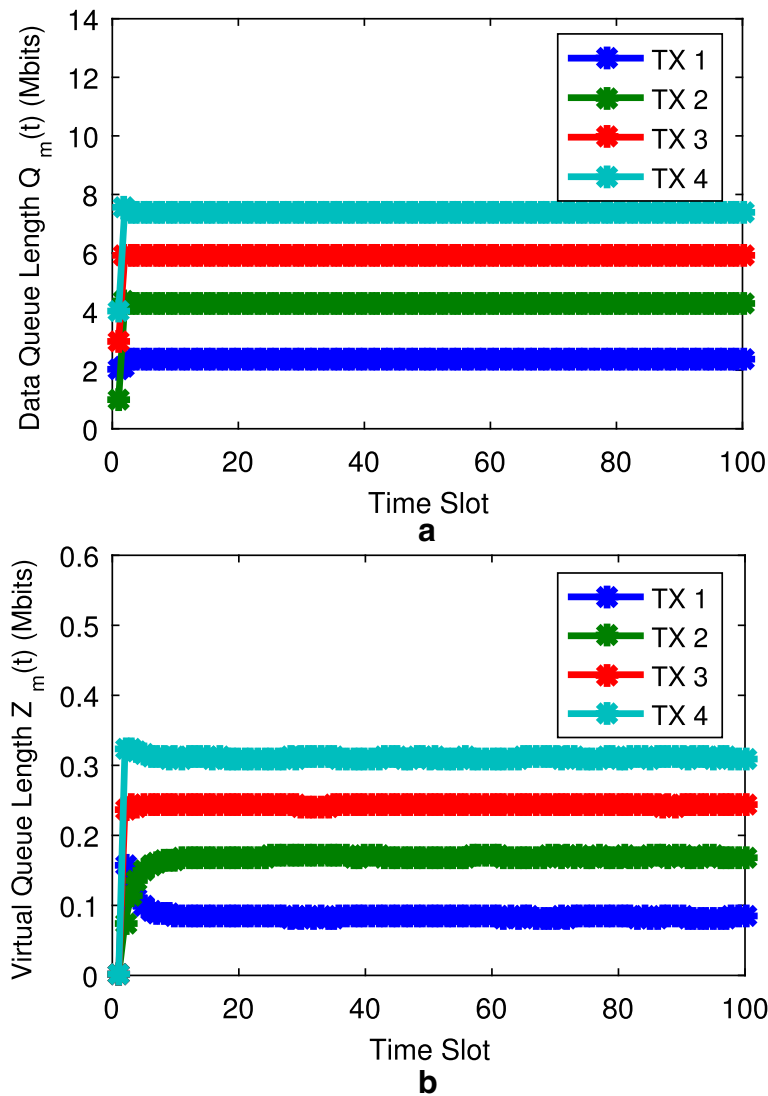 Data Queue Length Q_m(t) (Mbits)
14
12
10
8
6
4
2
0
TX 1
TX 2
TX 3
TX 4
0 20 40 60 80 100
Time Slot
a
Virtual Queue Length Z_m(t) (Mbits)
0.6
0.5
0.4
0.3
0.2
0.1
0
TX 1
TX 2
TX 3
TX 4
0 20 40 60 80 100
Time Slot
b